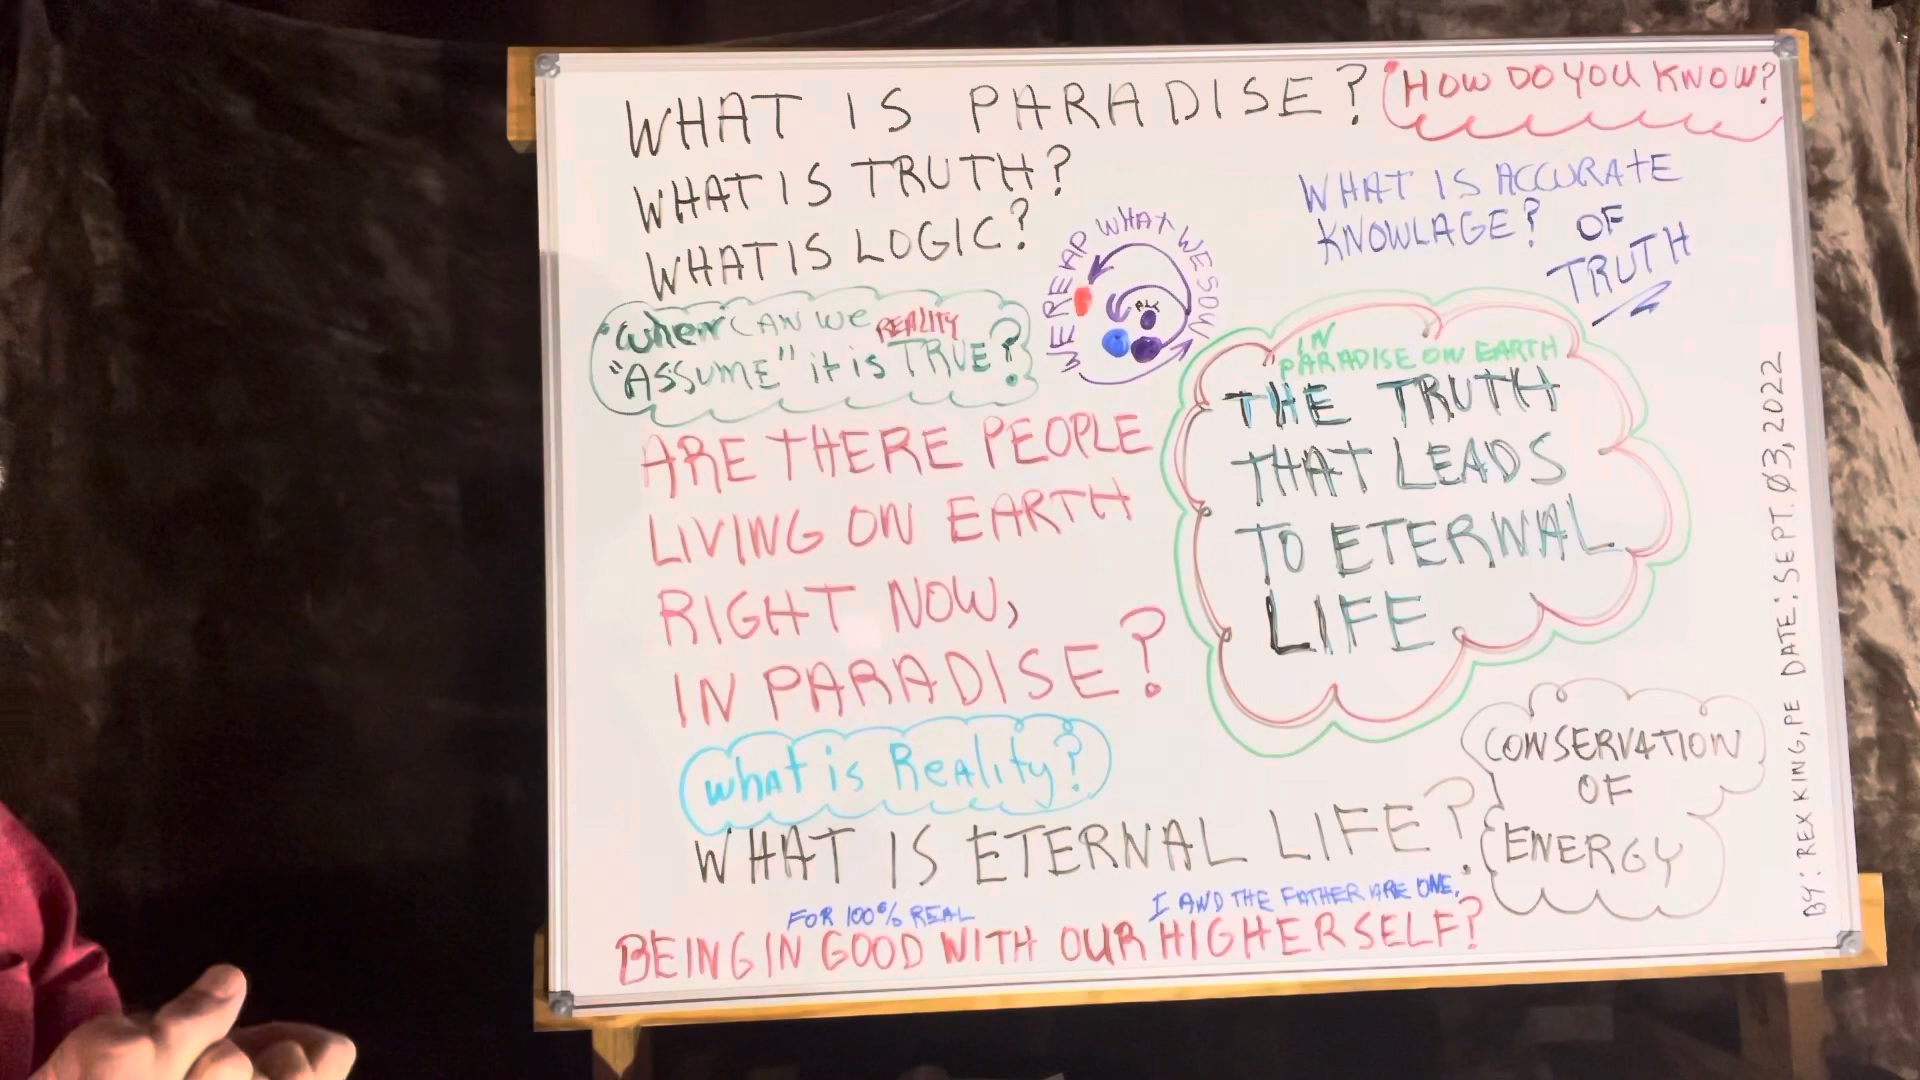 WHAT IS PARADISE?
HOW DO YOU KNOW?
WHAT IS TRUTH?
WHAT IS LOGIC?
WHAT IS ACCURATE
KNOWLAGE? OF
TRUTH
WE REAP WHAT WE SOW
when CAN WE REALITY
"ASSUME" it is TRUE?
ARE THERE PEOPLE
LIVING ON EARTH
RIGHT NOW,
IN PARADISE?
IN
PARADISE ON EARTH
THE TRUTH
THAT LEADS
TO ETERNAL
LIFE
what is Reality?
WHAT IS ETERNAL LIFE?
CONSERVATION
OF
ENERGY
FOR 100% REAL
I AND THE FATHER ARE ONE.
BEING IN GOOD WITH OUR HIGHER SELF?
BY: REX KING, PE DATE: SEPT. 03, 2022